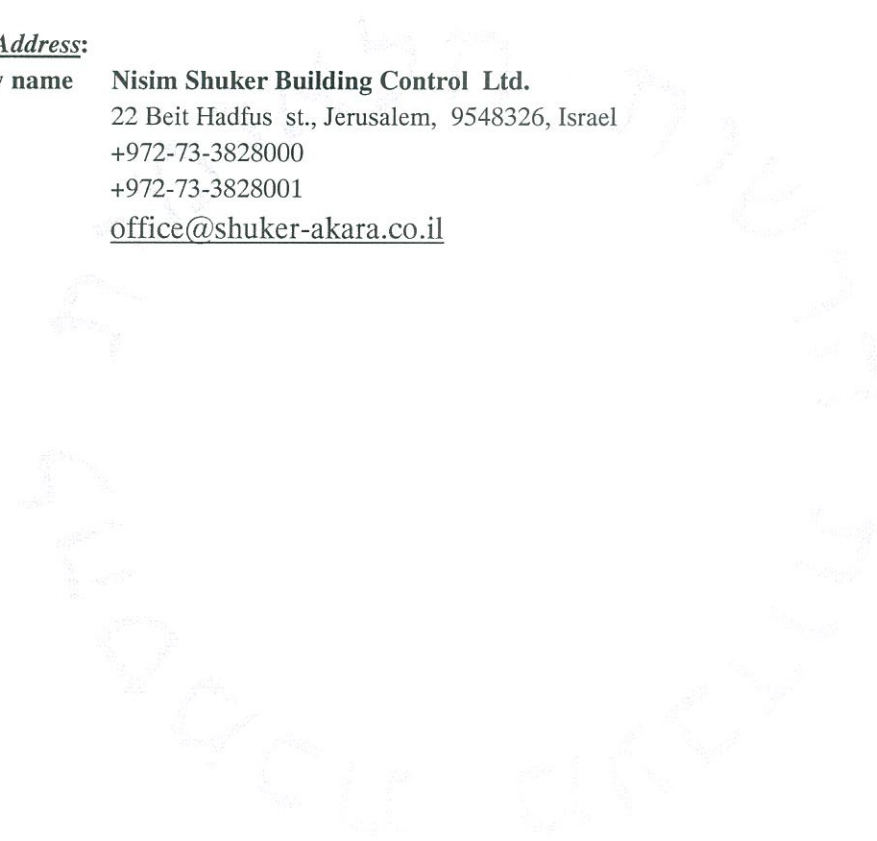 Address:
name Nisim Shuker Building Control Ltd.
22 Beit Hadfus st., Jerusalem, 9548326, Israel
+972-73-3828000
+972-73-3828001
office@shuker-akara.co.il